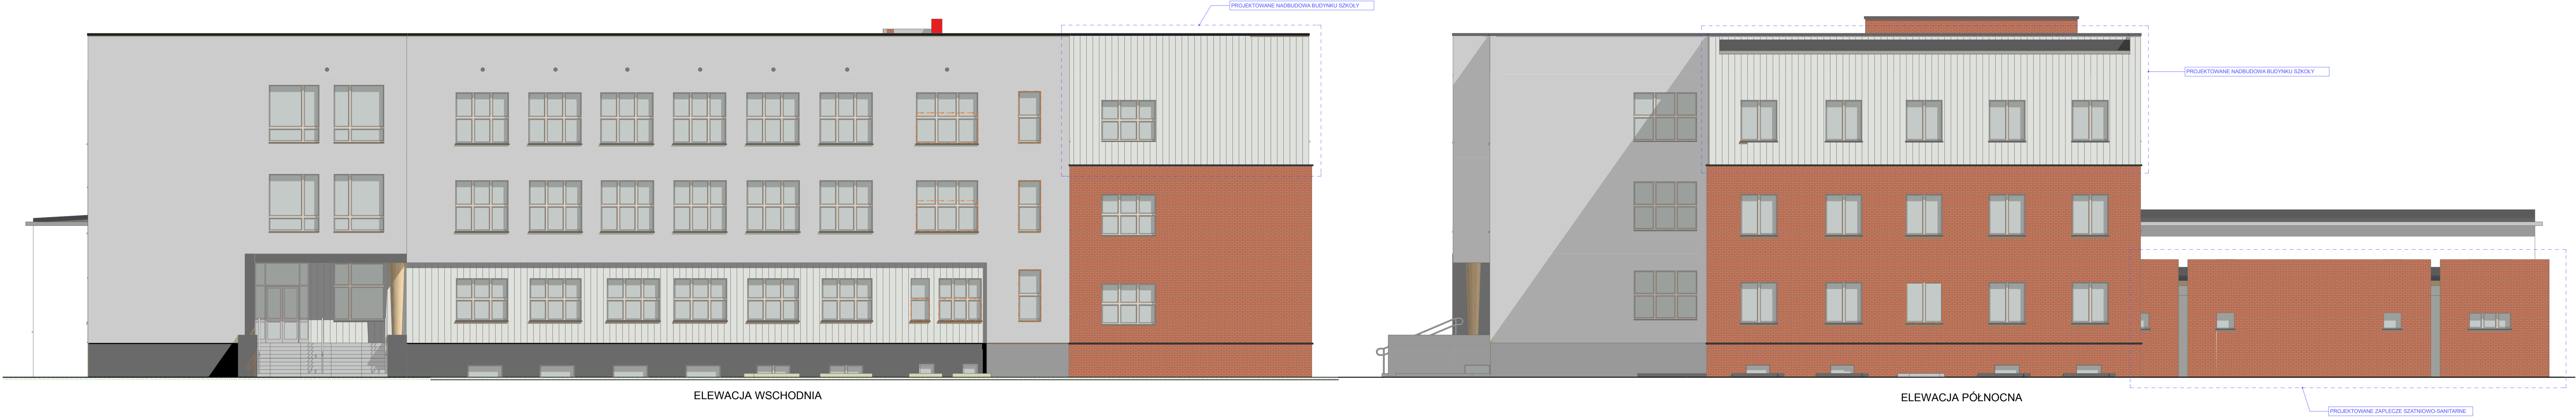 PROJEKTOWANE NADBUDOWA BUDYNKU SZKOŁY
PROJEKTOWANE NADBUDOWA BUDYNKU SZKOŁY
ELEWACJA WSCHODNIA
ELEWACJA PÓŁNOCNA
PROJEKTOWANE ZAPLECZE SZATNIOWO-SANITARNE